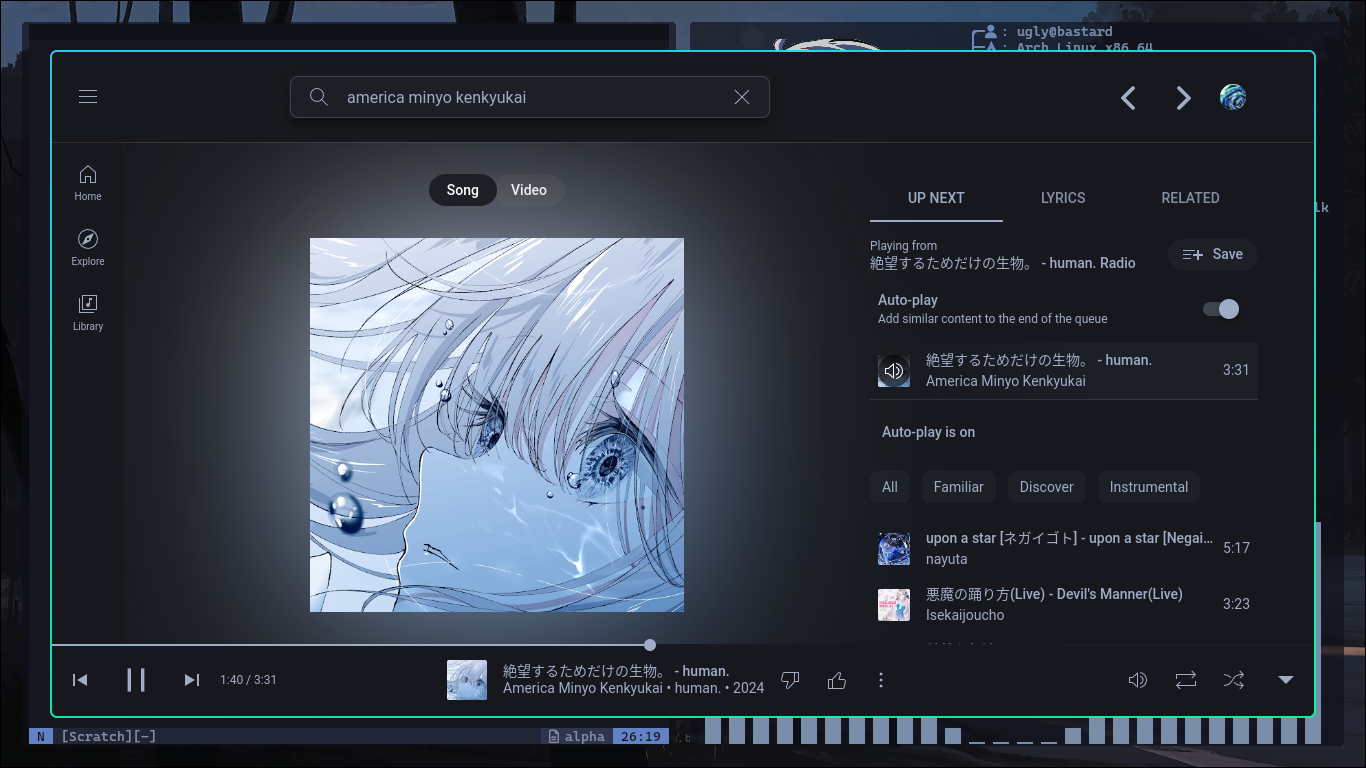 : ugly@bastard
: Arch Linux x86_64
america minyo kenkyukai
Home
Explore
Library
Song Video
UP NEXT LYRICS RELATED
Playing from
絶望するためだけの生物。 - human. Radio
Save
Auto-play
Add similar content to the end of the queue
絶望するためだけの生物。 - human.
America Minyo Kenkyukai
3:31
Auto-play is on
All Familiar Discover Instrumental
upon a star [ネガイゴト] - upon a star [Negai...
nayuta
5:17
悪魔の踊り方(Live) - Devil's Manner(Live)
Isekaijoucho
3:23
1:40 / 3:31
絶望するためだけの生物。 - human.
America Minyo Kenkyukai • human. • 2024
lk
N [Scratch][-] alpha 26:19